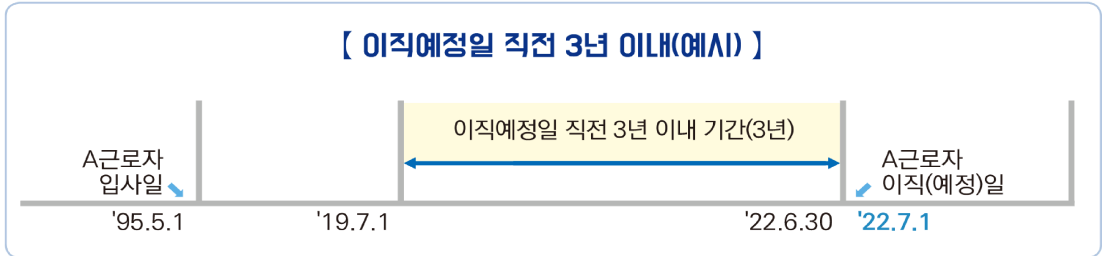 【 이직예정일 직전 3년 이내(예시) 】
이직예정일 직전 3년 이내 기간(3년)
A근로자
입사일
A근로자
이직(예정)일
'95.5.1
'19.7.1
'22.6.30
'22.7.1